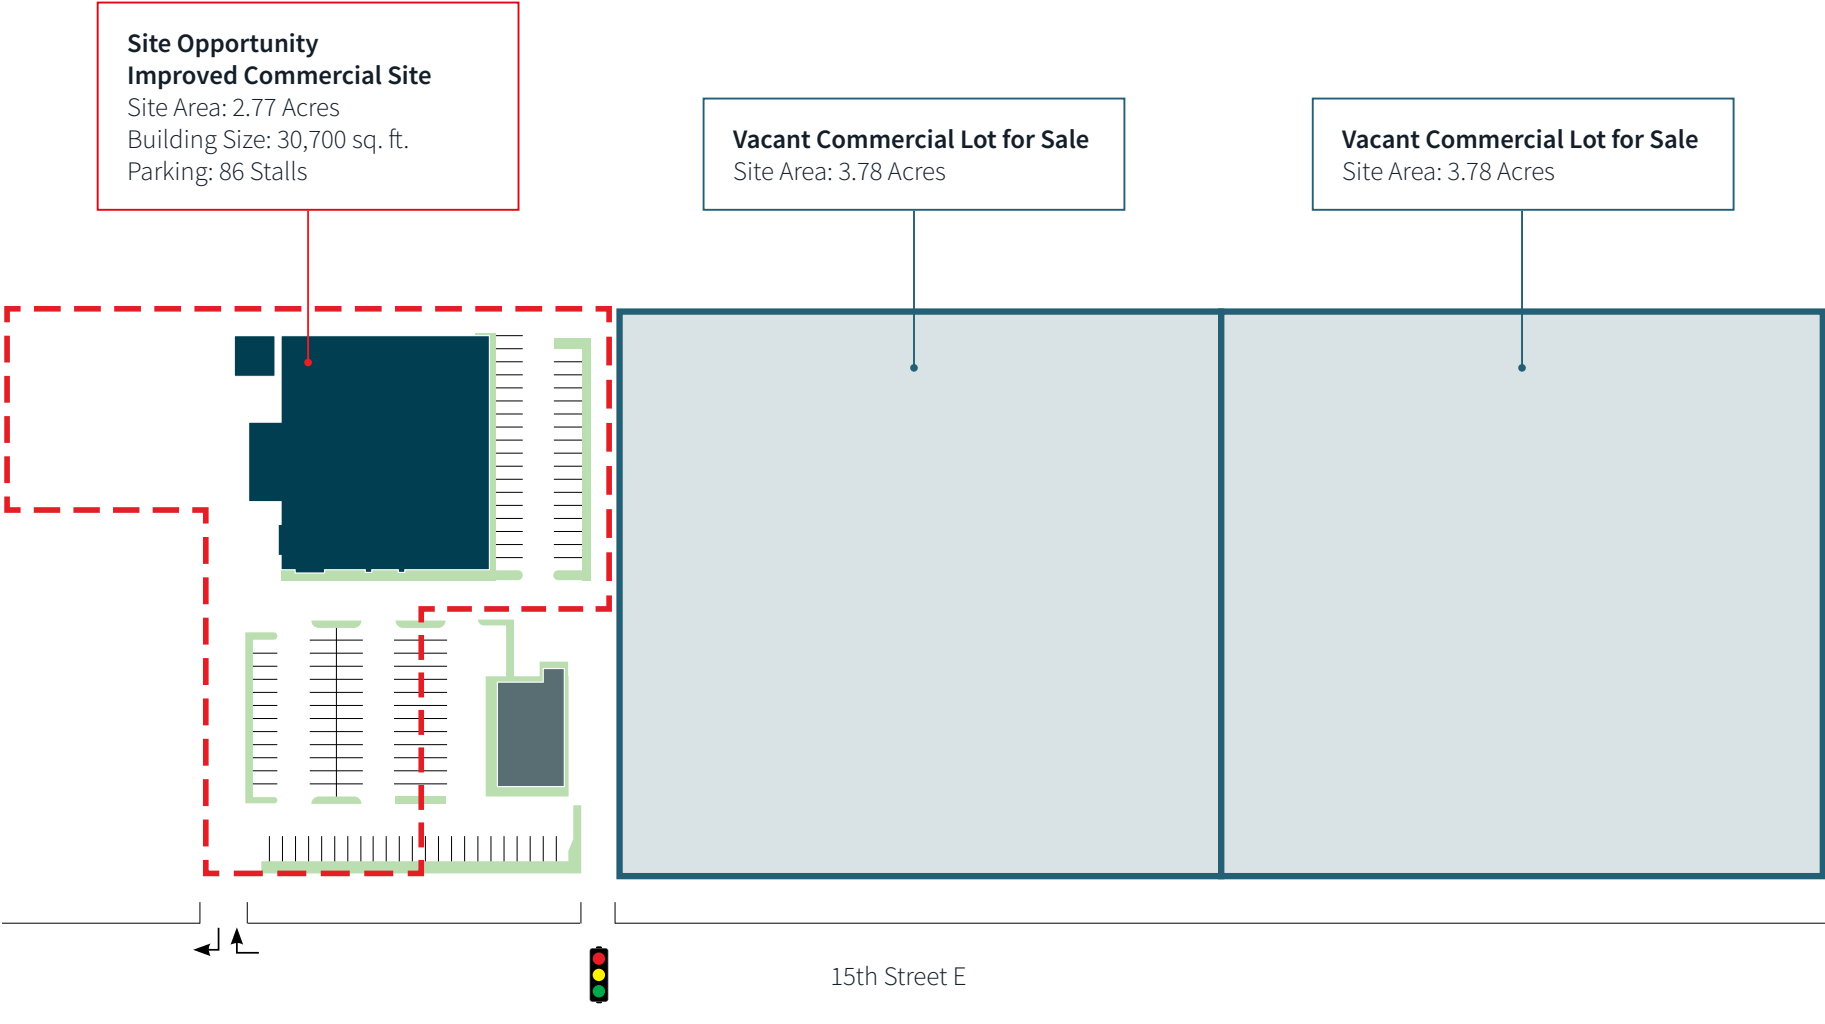 Site Opportunity
Improved Commercial Site
Site Area: 2.77 Acres
Building Size: 30,700 sq. ft.
Parking: 86 Stalls
Vacant Commercial Lot for Sale
Site Area: 3.78 Acres
Vacant Commercial Lot for Sale
Site Area: 3.78 Acres
15th Street E